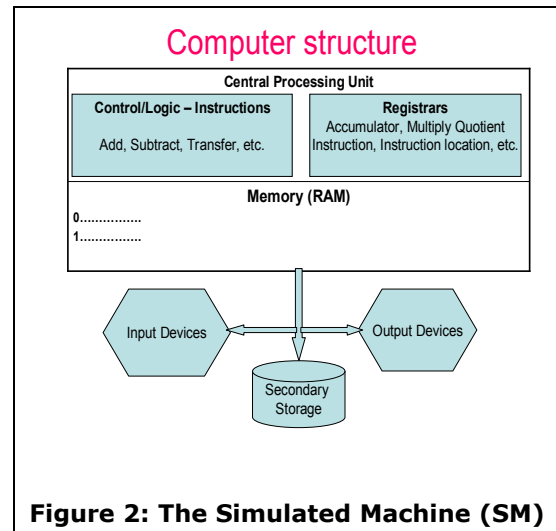 Computer structure
Central Processing Unit
Control/Logic – Instructions
Add, Subtract, Transfer, etc.
Registrars
Accumulator, Multiply Quotient
Instruction, Instruction location, etc.
Memory (RAM)
0................
1................
Input Devices
Output Devices
Secondary
Storage
Figure 2: The Simulated Machine (SM)